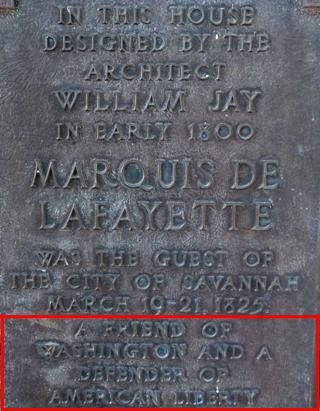 IN THIS HOUSE
DESIGNED BY THE
ARCHITECT
WILLIAM JAY
IN EARLY 1800
MARQUIS DE
LAFAYETTE
WAS THE GUEST OF
THE CITY OF SAVANNAH
MARCH 19-21, 1825.
A FRIEND OF
WASHINGTON AND A
DEFENDER OF
AMERICAN LIBERTY